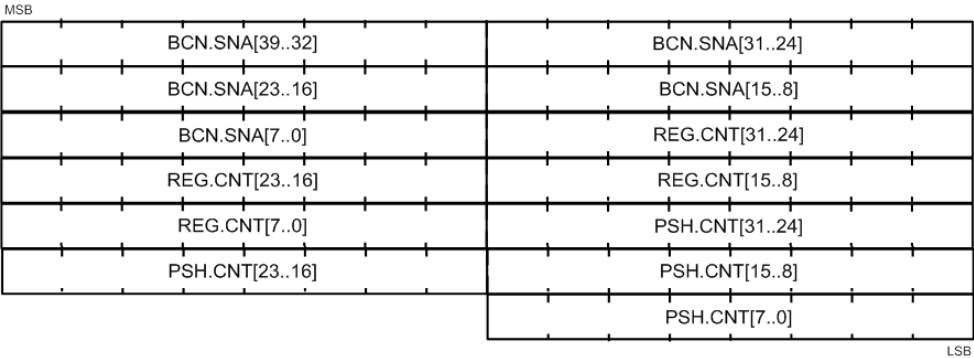 MSB
BCN.SNA[39..32] BCN.SNA[31..24]
BCN.SNA[23..16] BCN.SNA[15..8]
BCN.SNA[7..0] REG.CNT[31..24]
REG.CNT[23..16] REG.CNT[15..8]
REG.CNT[7..0] PSH.CNT[31..24]
PSH.CNT[23..16] PSH.CNT[15..8]
PSH.CNT[7..0]
LSB